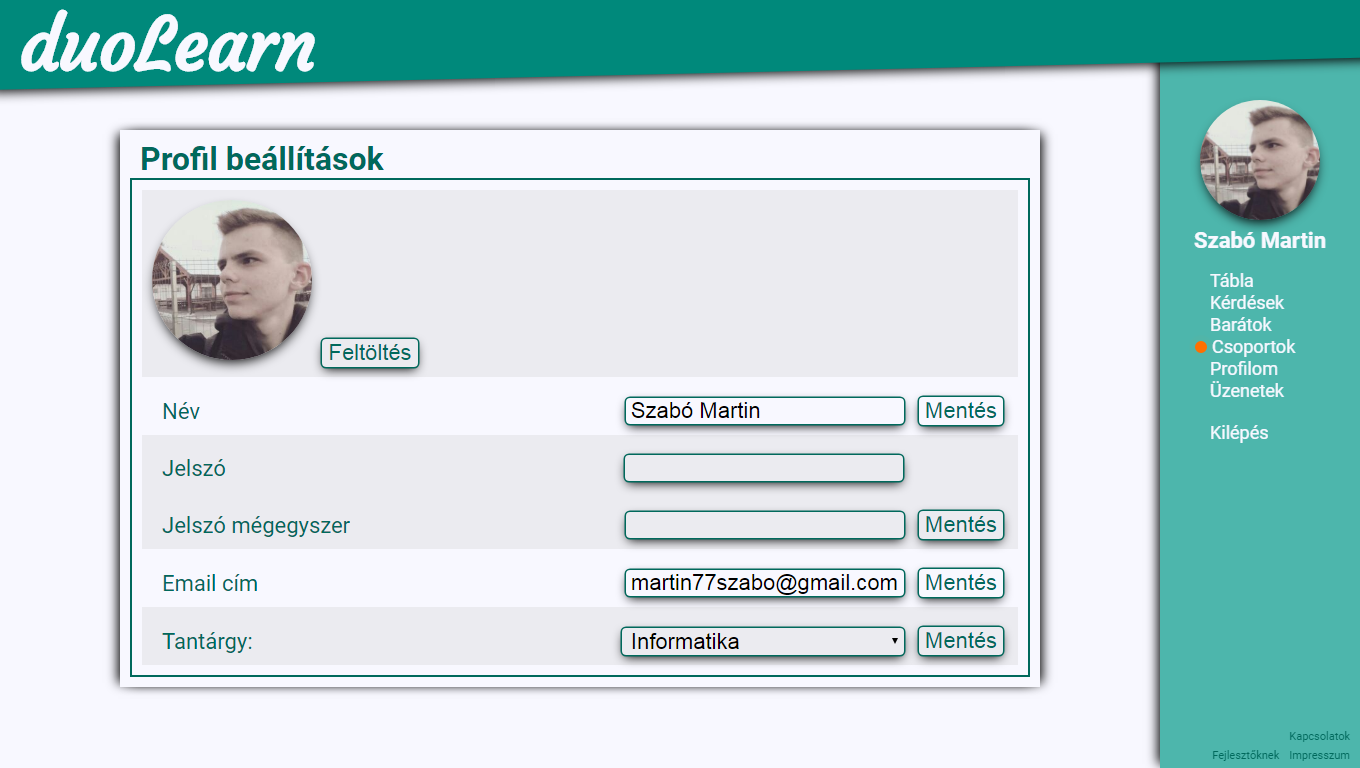 duoLearn
Profil beállítások
Feltöltés
Név Szabó Martin Mentés
Jelszó
Jelszó mégegyszer Mentés
Email cím martin77szabo@gmail.com Mentés
Tantárgy: Informatika Mentés
Szabó Martin
Tábla
Kérdések
Barátok
Csoportok
Profilom
Üzenetek
Kilépés
Kapcsolatok
Fejlesztőknek Impresszum